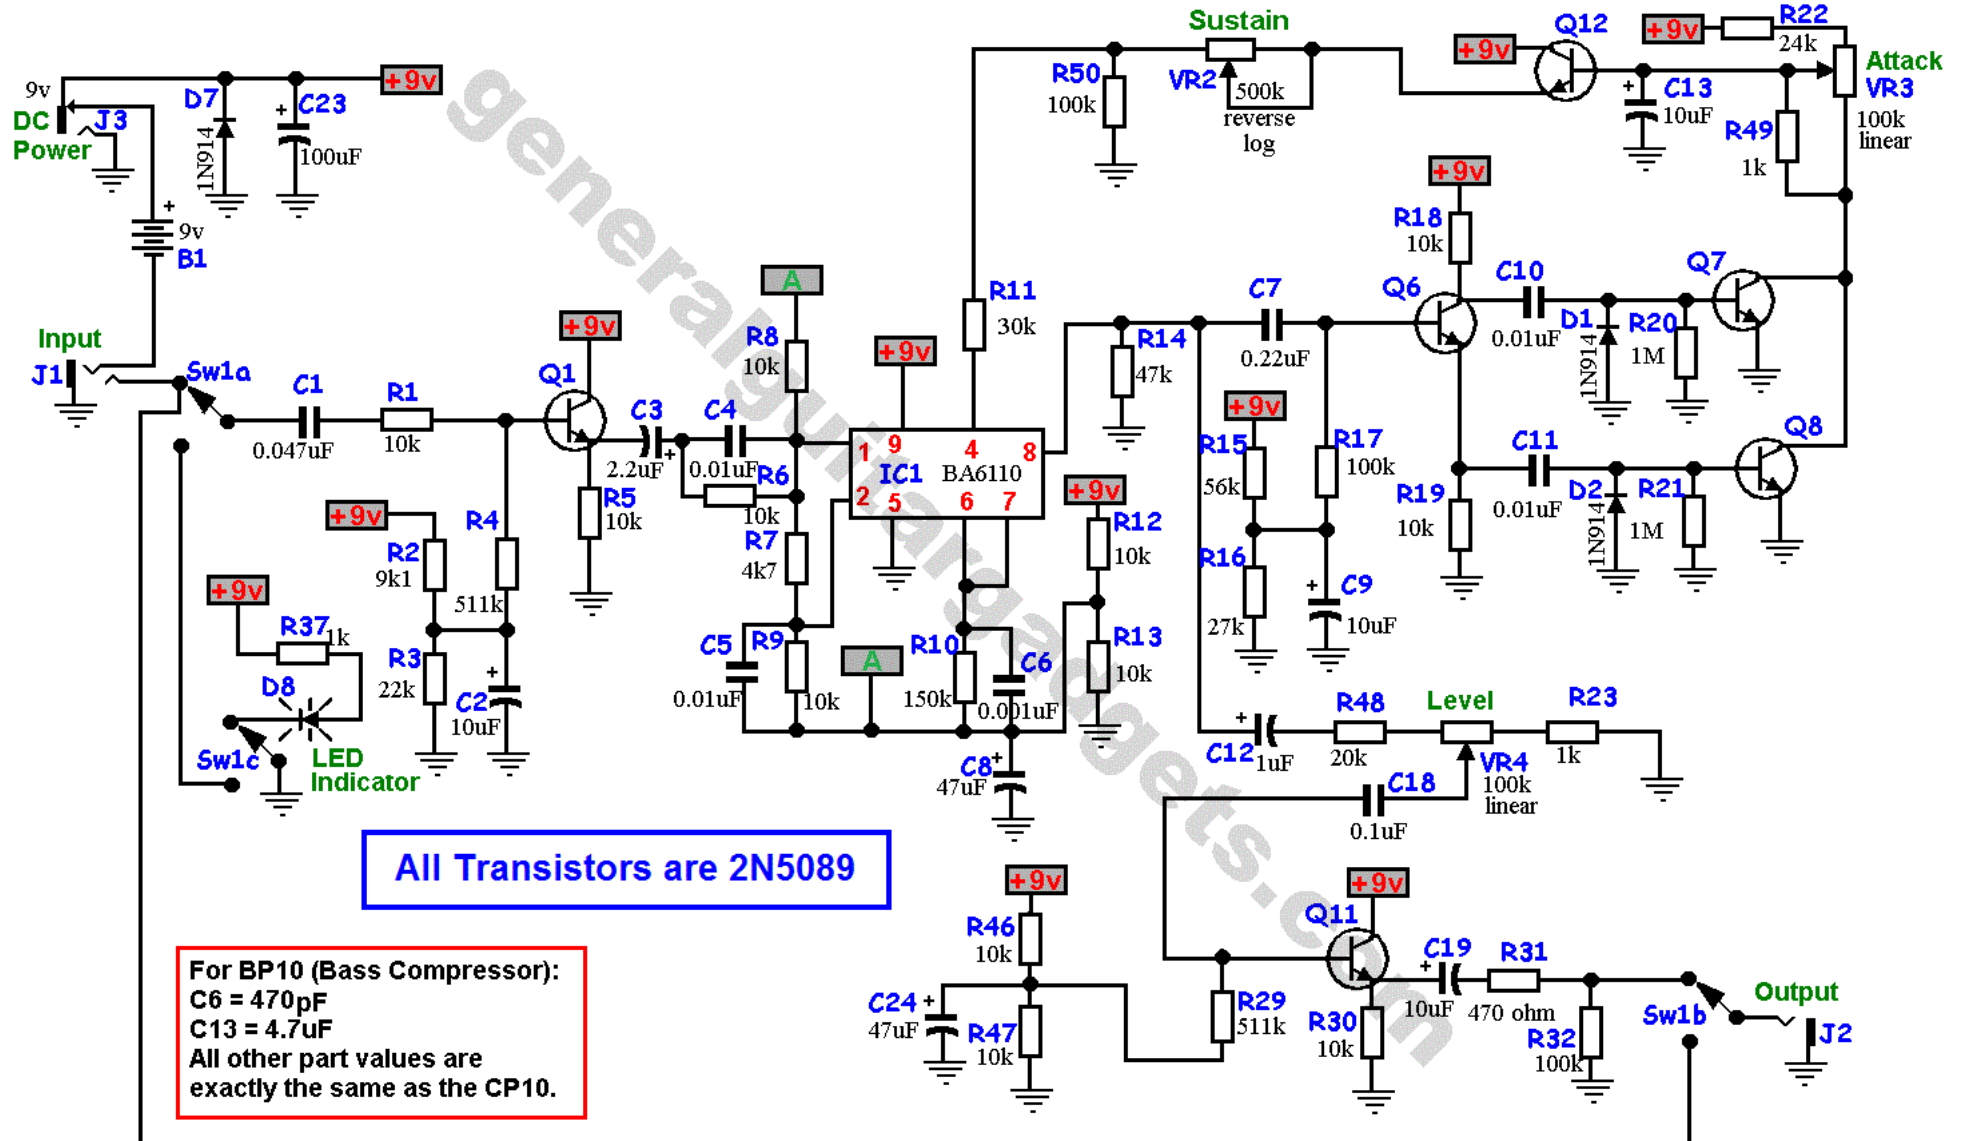 Sustain
Q12
+9v
+9v
R22
24k
Attack
VR3
100k
linear
9v
DC
Power
J3
D7
1N914
C23
+
100uF
+9v
R50
100k
VR2
500k
reverse
log
+
C13
10uF
R49
1k
+
9v
B1
+9v
R18
10k
Input
J1
Sw1a
C1
0.047uF
R1
10k
Q1
+9v
A
R8
10k
+9v
R11
30k
R14
47k
C7
0.22uF
Q6
C10
0.01uF
D1
1N914
R20
1M
Q7
C3
2.2uF
+
C4
0.01uF
R6
10k
1
9
4
8
IC1
BA6110
2
5
6
7
+9v
R15
56k
R17
100k
C11
0.01uF
D2
1N914
R21
1M
Q8
R19
10k
R5
10k
+9v
R2
9k1
R4
511k
R7
4k7
+9v
R12
10k
R16
27k
+
C9
10uF
+9v
R37
1k
D8
Sw1c
LED
Indicator
R3
22k
+
C2
10uF
C5
0.01uF
R9
10k
A
R10
150k
C6
0.001uF
R13
10k
+
C8
47uF
+
C12
1uF
R48
20k
Level
VR4
100k
linear
R23
1k
C18
0.1uF
All Transistors are 2N5089
+9v
R46
10k
+
C24
47uF
R47
10k
R29
511k
+9v
Q11
R30
10k
+
C19
10uF
R31
470 ohm
R32
100k
Sw1b
Output
J2
For BP10 (Bass Compressor):
C6 = 470pF
C13 = 4.7uF
All other part values are
exactly the same as the CP10.
generalguitargadgets.com